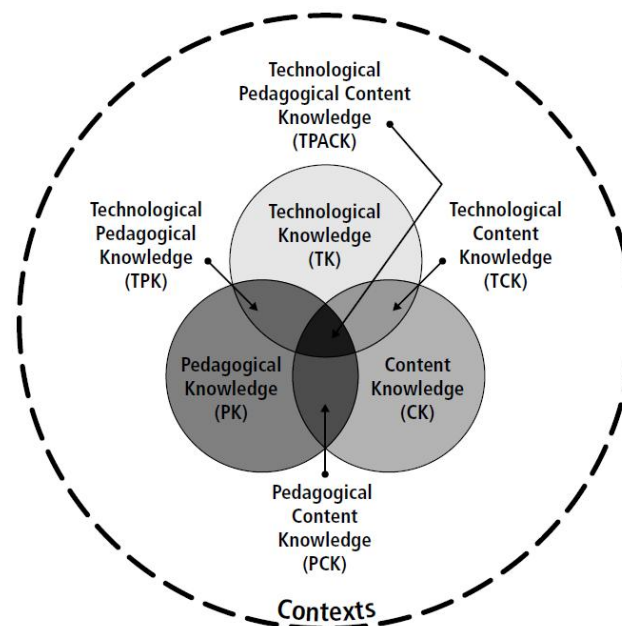 Technological
Pedagogical Content
Knowledge
(TPACK)
Technological
Pedagogical
Knowledge
(TPK)
Technological
Knowledge
(TK)
Technological
Content
Knowledge
(TCK)
Pedagogical
Knowledge
(PK)
Content
Knowledge
(CK)
Pedagogical
Content
Knowledge
(PCK)
Contexts